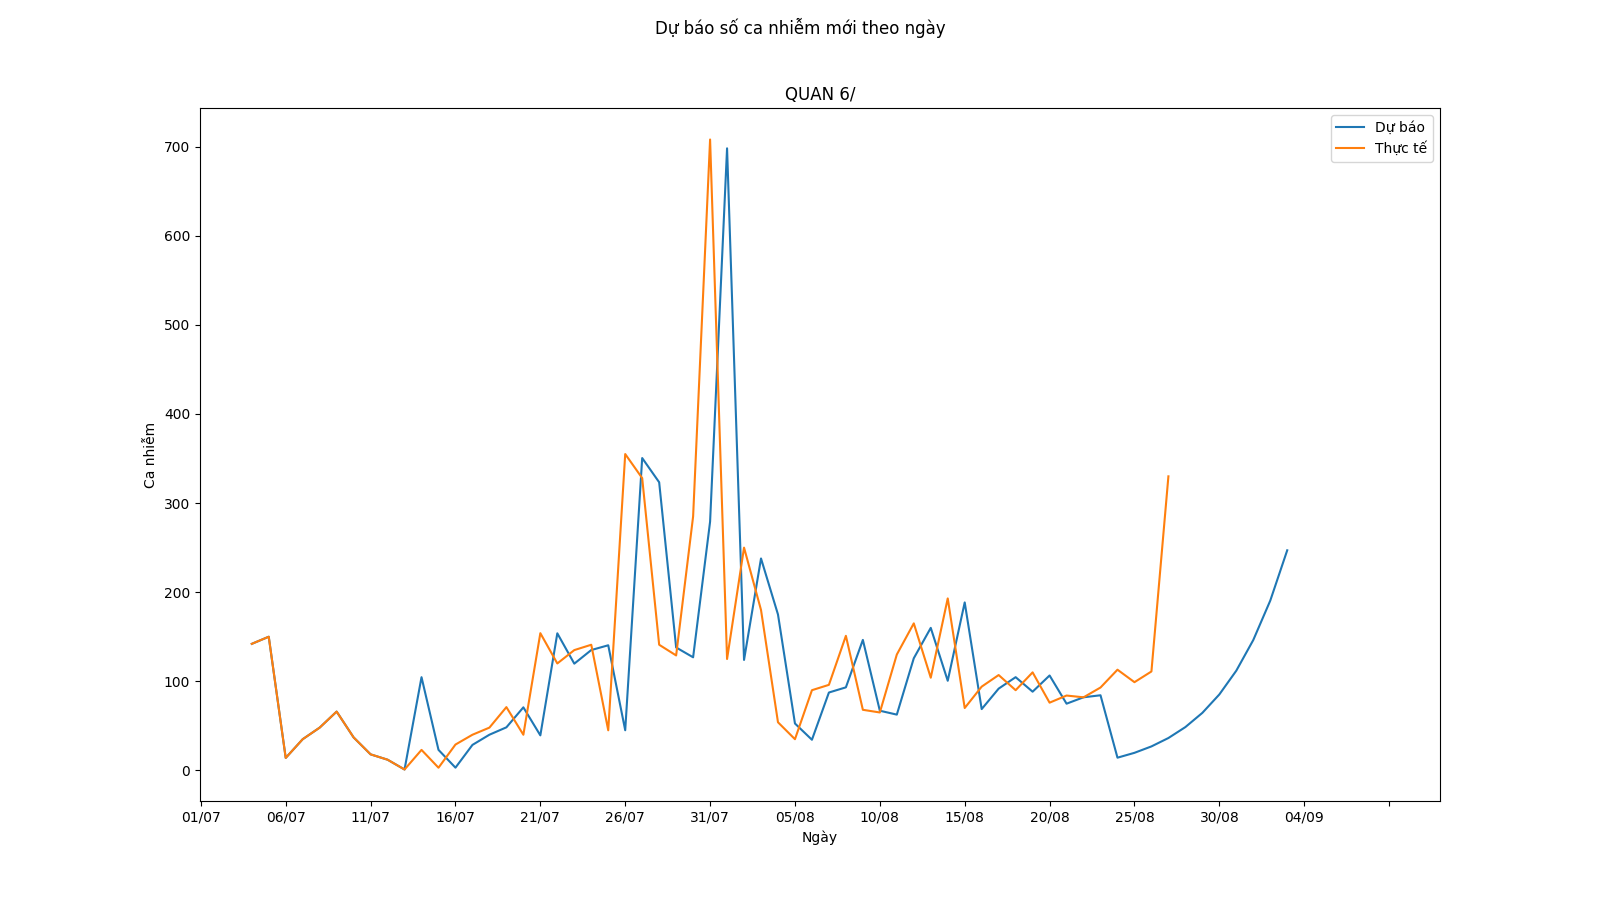 Dự báo số ca nhiễm mới theo ngày
QUAN 6/
Dự báo
Thực tế
700
600
500
400
300
200
100
0
Ca nhiễm
01/07 06/07 11/07 16/07 21/07 26/07 31/07 05/08 10/08 15/08 20/08 25/08 30/08 04/09
Ngày